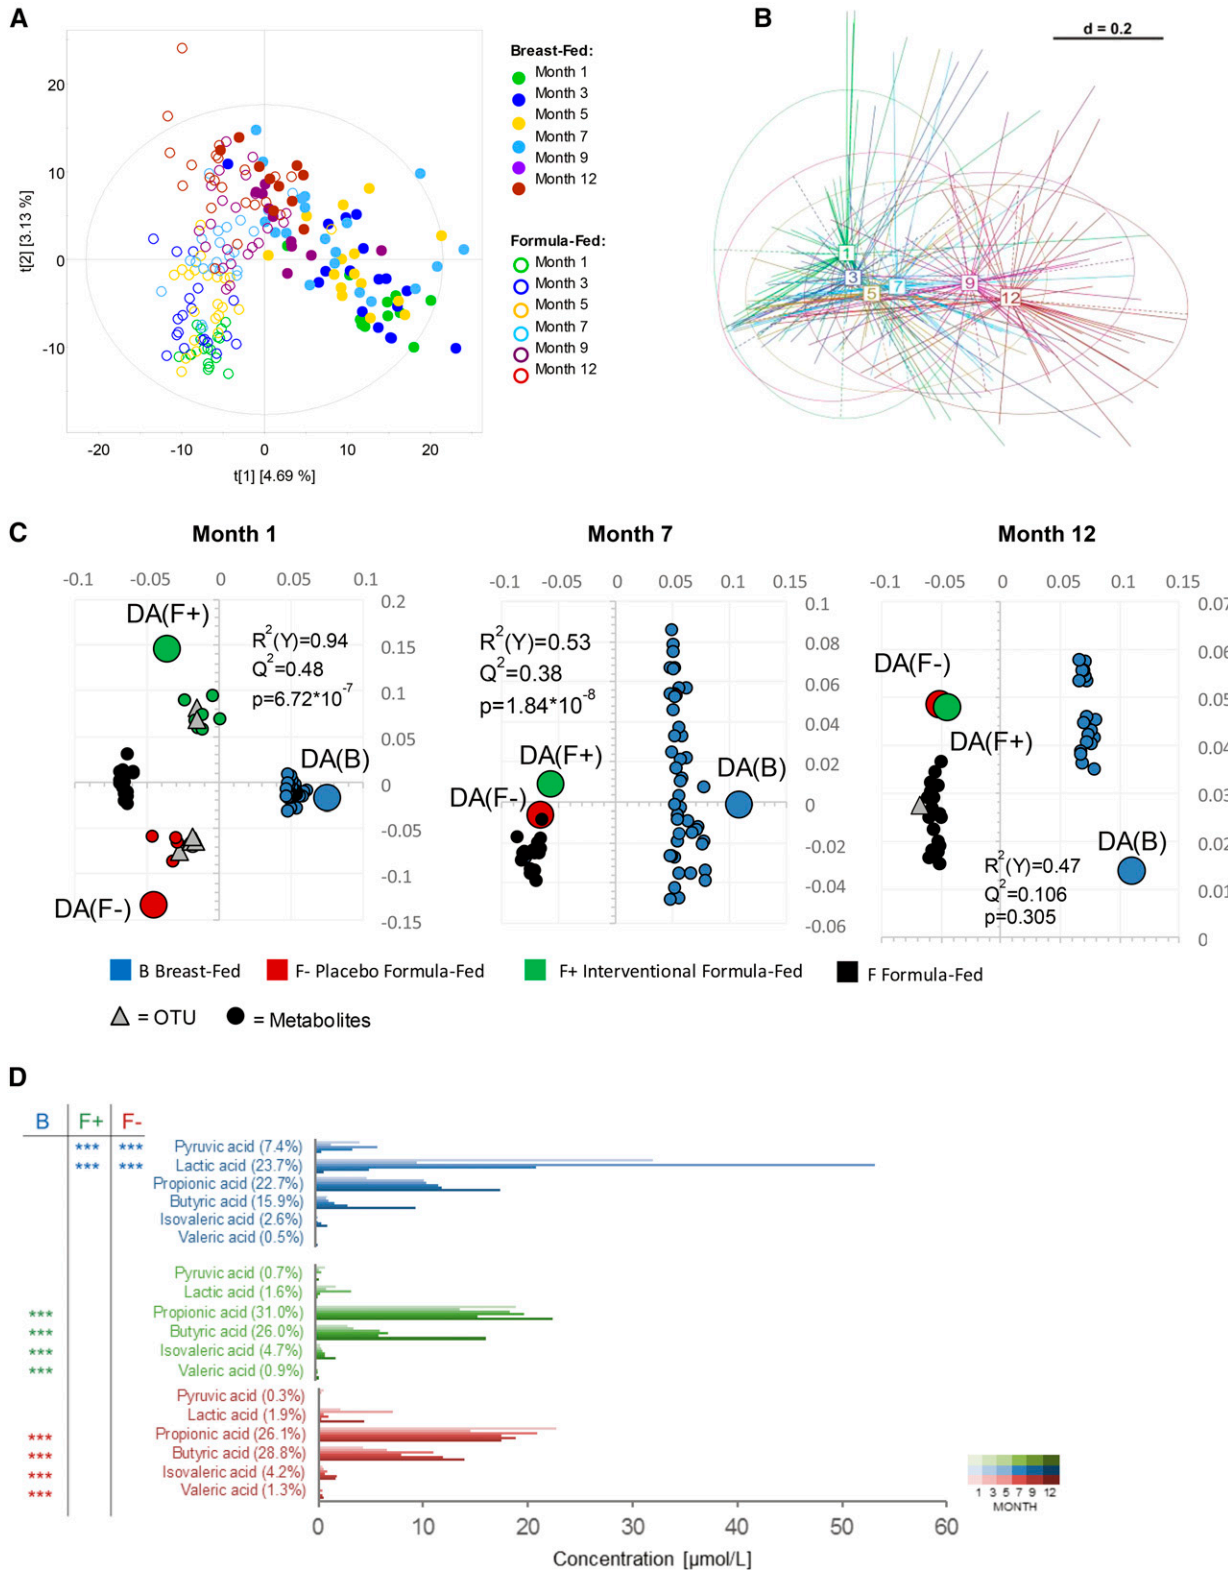 A
20
10
0
-10
-20
-10
0
10
20
t[2] [3.13 %]
t[1] [4.69 %]
Breast-Fed:
Month 1
Month 3
Month 5
Month 7
Month 9
Month 12
Formula-Fed:
Month 1
Month 3
Month 5
Month 7
Month 9
Month 12
B
d = 0.2
1
3
5
7
9
12
C
Month 1
-0.1 -0.05 0 0.05 0.1
0.2
0.15
0.1
0.05
0
-0.05
-0.1
-0.15
DA(F+)
R²(Y)=0.94
Q²=0.48
p=6.72*10⁻⁷
DA(B)
DA(F-)
Month 7
-0.1 -0.05 0 0.05 0.1 0.15
0.1
0.08
0.06
0.04
0.02
0
-0.02
-0.04
-0.06
R²(Y)=0.53
Q²=0.38
p=1.84*10⁻⁸
DA(F+)
DA(B)
DA(F-)
Month 12
-0.1 -0.05 0 0.05 0.1 0.15
0.07
0.06
0.05
0.04
0.03
0.02
0.01
0
DA(F-)
DA(F+)
DA(B)
R²(Y)=0.47
Q²=0.106
p=0.305
B Breast-Fed
F- Placebo Formula-Fed
F+ Interventional Formula-Fed
F Formula-Fed
= OTU
= Metabolites
D
B F+ F-
*** *** Pyruvic acid (7.4%)
*** *** Lactic acid (23.7%)
Propionic acid (22.7%)
Butyric acid (15.9%)
Isovaleric acid (2.6%)
Valeric acid (0.5%)
Pyruvic acid (0.7%)
Lactic acid (1.6%)
*** Propionic acid (31.0%)
*** Butyric acid (26.0%)
*** Isovaleric acid (4.7%)
*** Valeric acid (0.9%)
Pyruvic acid (0.3%)
Lactic acid (1.9%)
*** Propionic acid (26.1%)
*** Butyric acid (28.8%)
*** Isovaleric acid (4.2%)
*** Valeric acid (1.3%)
0 10 20 30 40 50 60
Concentration [µmol/L]
1 3 5 7 9 12
MONTH